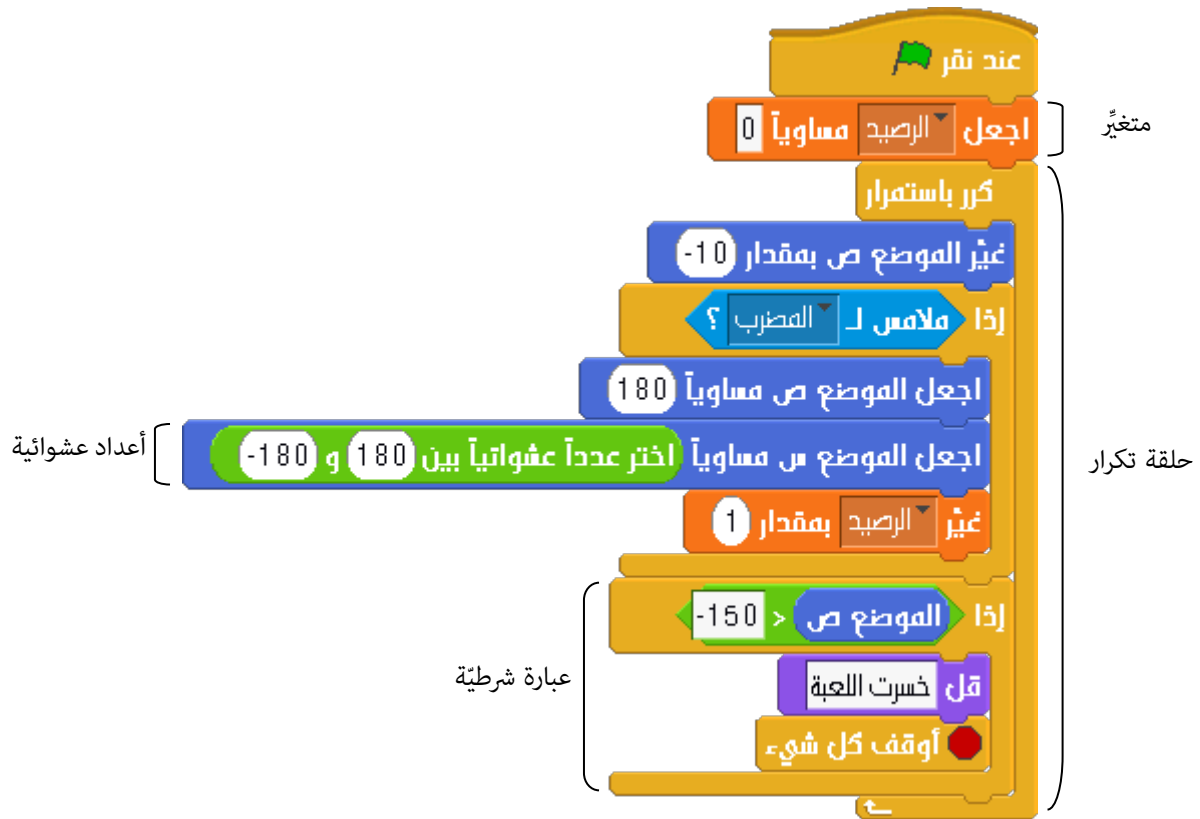 عند نقر
اجعل الرصيد مساوياً 0
متغيِّر
كرر باستمرار
غيِّر الموضع ص بمقدار -10
إذا ملامس لـ المضرب ؟
اجعل الموضع ص مساوياً 180
اجعل الموضع س مساوياً اختر عدداً عشوائياً بين 180 و -180
أعداد عشوائية
حلقة تكرار
غيِّر الرصيد بمقدار 1
إذا الموضع ص < -150
قل خسرت اللعبة
عبارة شرطيّة
أوقف كل شيء